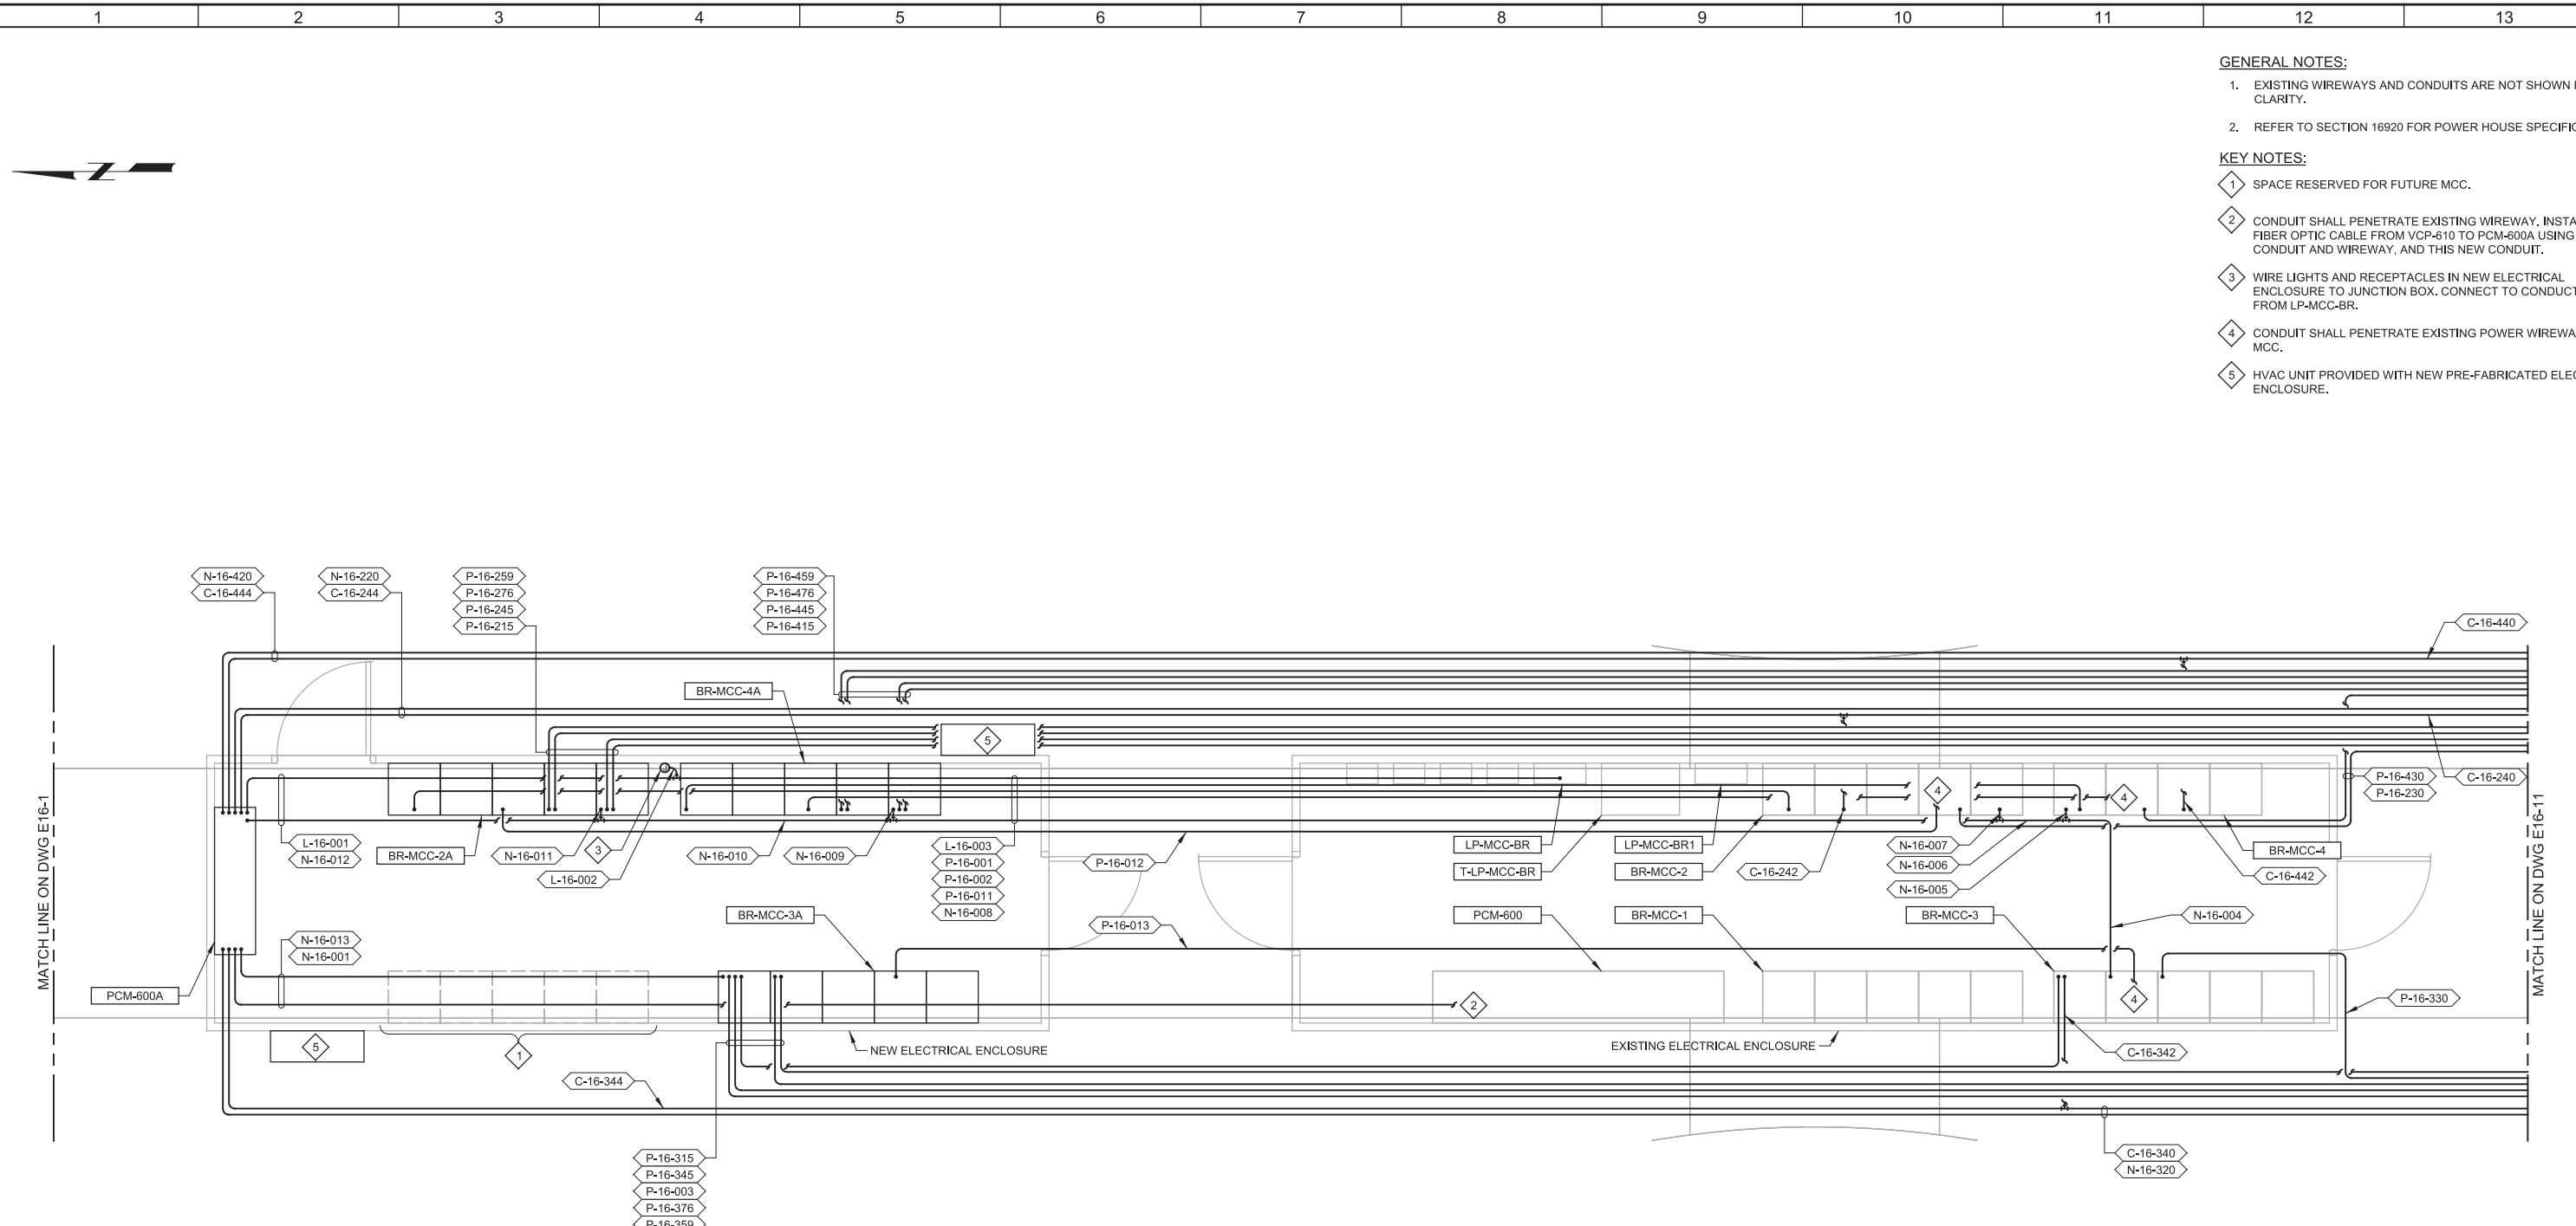 1 2 3 4 5 6 7 8 9 10 11 12 13
GENERAL NOTES:
1. EXISTING WIREWAYS AND CONDUITS ARE NOT SHOWN
CLARITY.
2. REFER TO SECTION 16920 FOR POWER HOUSE
KEY NOTES:
1 SPACE RESERVED FOR FUTURE MCC.
2 CONDUIT SHALL PENETRATE EXISTING WIREWAY.
FIBER OPTIC CABLE FROM VCP-610 TO PCM-600A USING
CONDUIT AND WIREWAY, AND THIS NEW CONDUIT.
3 WIRE LIGHTS AND RECEPTACLES IN NEW ELECTRICAL
ENCLOSURE TO JUNCTION BOX. CONNECT TO
FROM LP-MCC-BR.
4 CONDUIT SHALL PENETRATE EXISTING POWER
MCC.
5 HVAC UNIT PROVIDED WITH NEW PRE-FABRICATED
ENCLOSURE.
Z
N-16-420
C-16-444
N-16-220
C-16-244
P-16-259
P-16-276
P-16-245
P-16-215
P-16-459
P-16-476
P-16-445
P-16-415
C-16-440
BR-MCC-4A
5
4
4
P-16-430
P-16-230
C-16-240
MATCH LINE ON DWG E16-1
MATCH LINE ON DWG E16-11
L-16-001
N-16-012
BR-MCC-2A
N-16-011
3
L-16-002
N-16-010
N-16-009
L-16-003
P-16-001
P-16-002
P-16-011
N-16-008
P-16-012
LP-MCC-BR
T-LP-MCC-BR
LP-MCC-BR1
BR-MCC-2
C-16-242
N-16-007
N-16-006
N-16-005
BR-MCC-4
C-16-442
N-16-013
N-16-001
BR-MCC-3A
P-16-013
PCM-600
BR-MCC-1
BR-MCC-3
N-16-004
PCM-600A
2
4
P-16-330
5
1
NEW ELECTRICAL ENCLOSURE
EXISTING ELECTRICAL ENCLOSURE
C-16-342
C-16-344
P-16-315
P-16-345
P-16-003
P-16-376
P-16-359
C-16-340
N-16-320